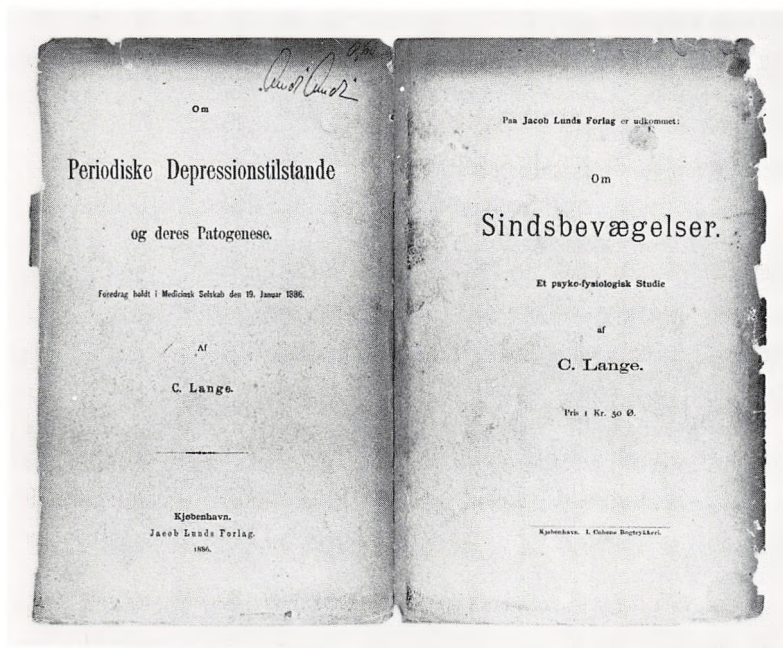 Om
Periodiske Depressionstilstande
og deres Patogenese.
Foredrag holdt i Medicinsk Selskab den 19. Januar 1886.
Af
C. Lange.
Kjøbenhavn.
Jacob Lunds Forlag.
1886.
Paa Jacob Lunds Forlag er udkommet:
Om
Sindsbevægelser.
Et psyko-fysiologisk Studie
af
C. Lange.
Pris 1 Kr. 50 Ø.
Kjøbenhavn. I. Cohens Bogtrykkeri.